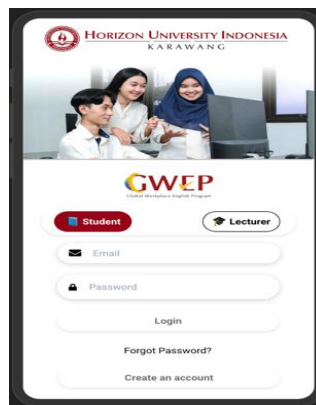 HORIZON UNIVERSITY INDONESIA
KARAWANG
GWEP
Global Workplace English Program
Student
Lecturer
Email
Password
Login
Forgot Password?
Create an account